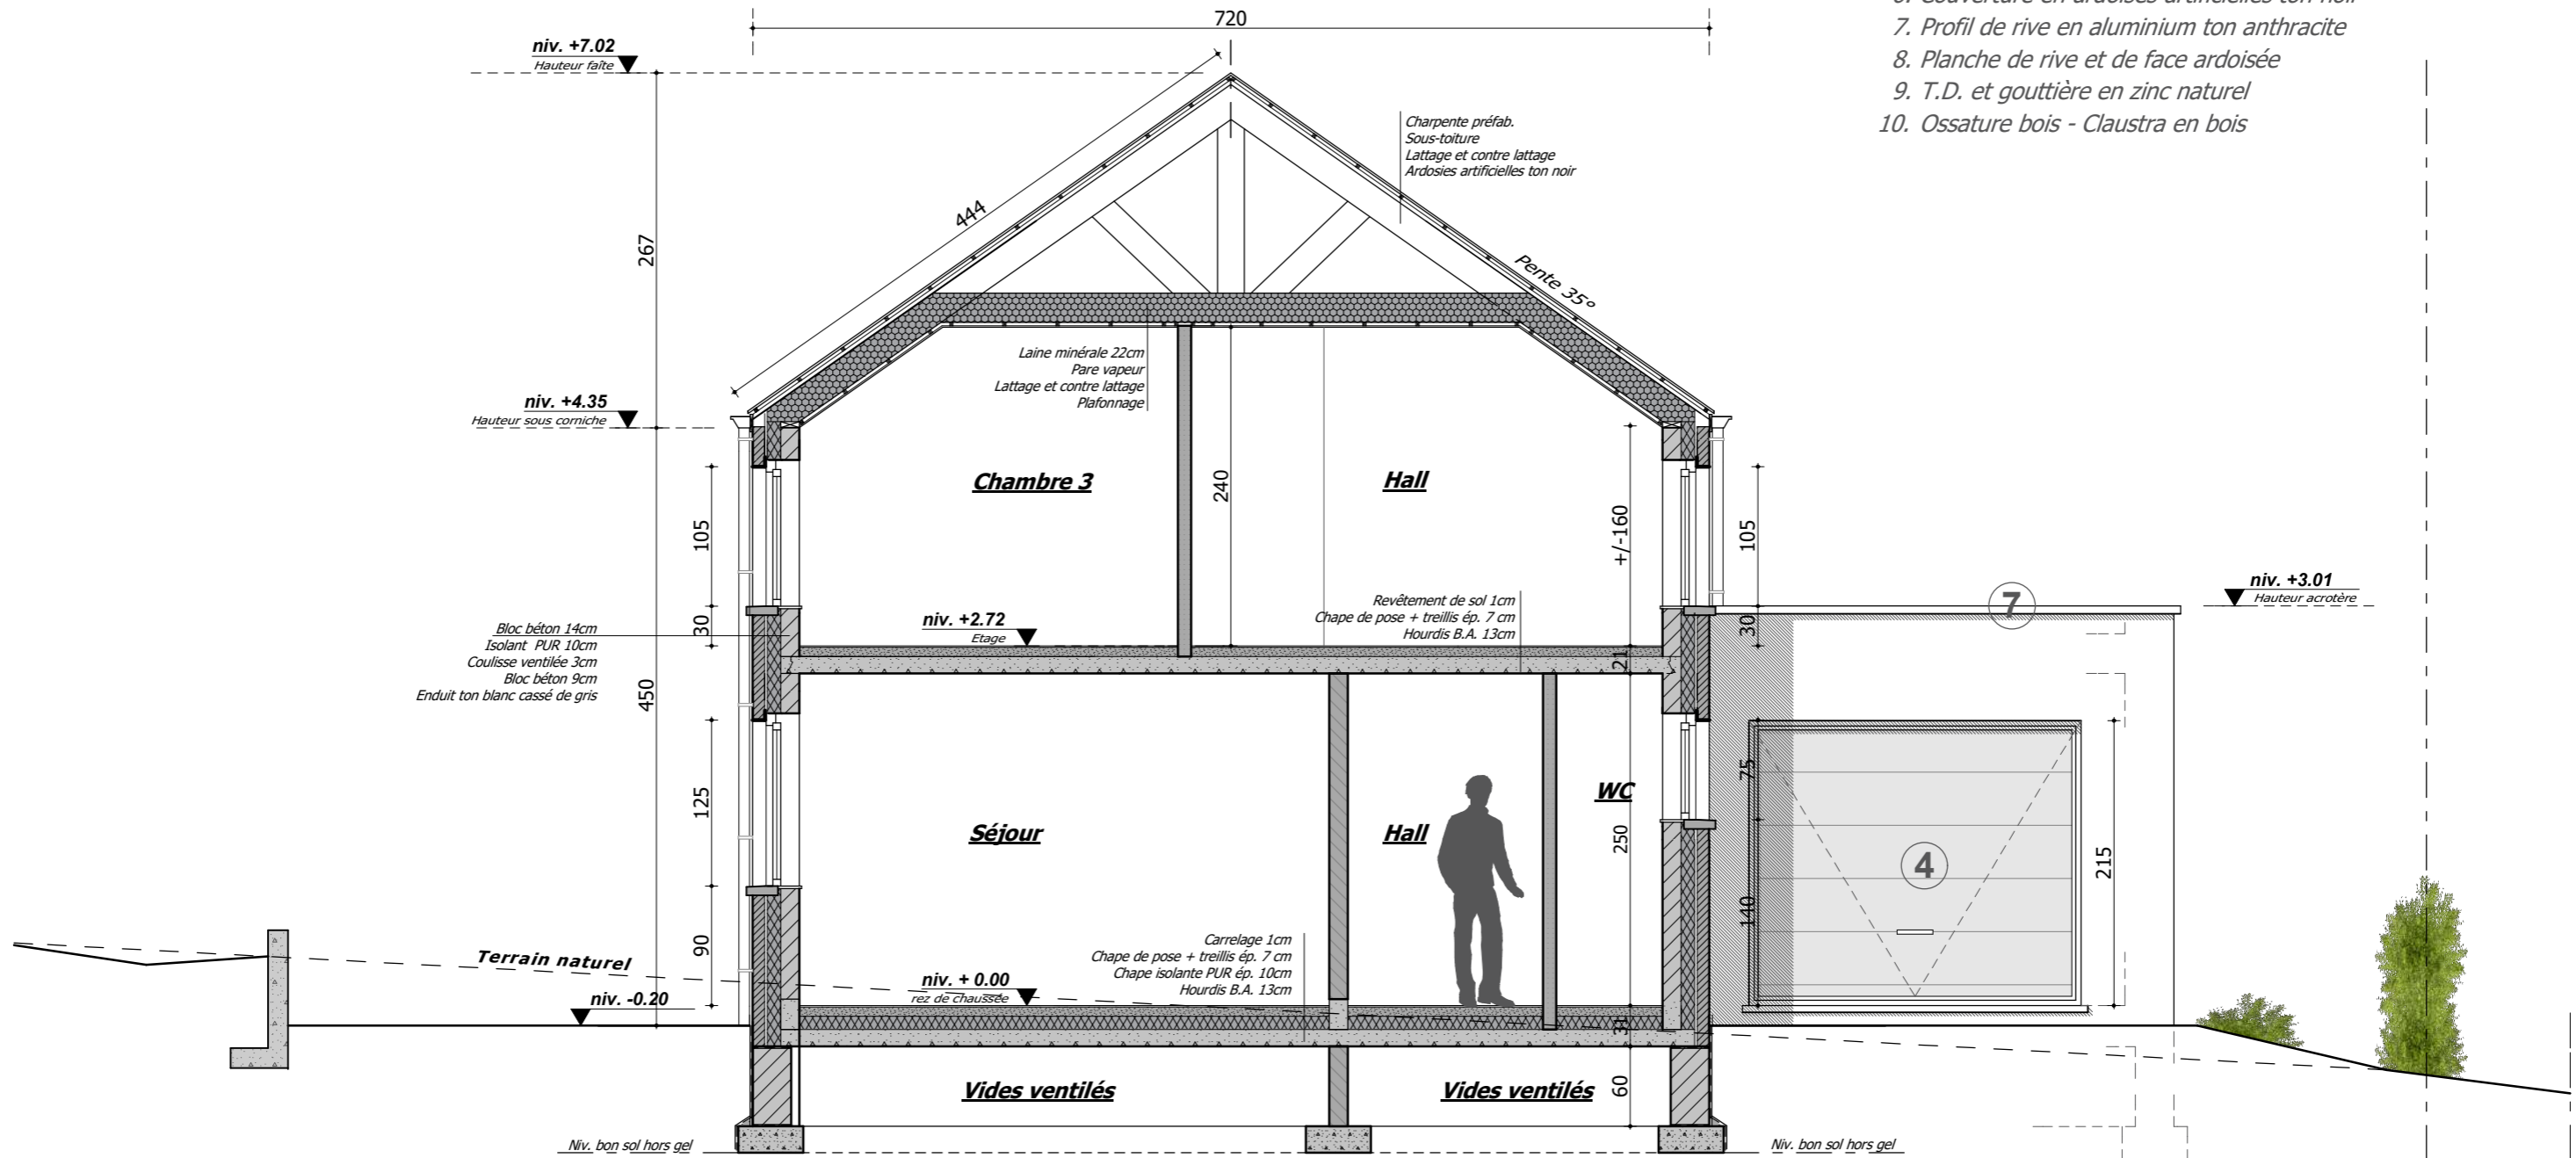 6. Couverture en ardoises artificielles ton noir
7. Profil de rive en aluminium ton anthracite
8. Planche de rive et de face ardoisée
9. T.D. et gouttière en zinc naturel
10. Ossature bois - Claustra en bois
720
niv. +7.02
Hauteur faîte
Charpente préfab.
Sous-toiture
Lattage et contre lattage
Ardosies artificielles ton noir
444
267
Pente 35°
Laine minérale 22cm
Pare vapeur
Lattage et contre lattage
Plafonnage
niv. +4.35
Hauteur sous corniche
Chambre 3
240
Hall
+/-160
105
105
niv. +3.01
Hauteur acrotère
7
Bloc béton 14cm
Isolant PUR 10cm
Coulisse ventilée 3cm
Bloc béton 9cm
Enduit ton blanc cassé de gris
30
niv. +2.72
Etage
Revêtement de sol 1cm
Chape de pose + treillis ép. 7 cm
Hourdis B.A. 13cm
30
21
450
125
Séjour
Hall
WC
250
75
4
215
140
90
Terrain naturel
niv. -0.20
niv. + 0.00
rez de chaussée
Carrelage 1cm
Chape de pose + treillis ép. 7 cm
Chape isolante PUR ép. 10cm
Hourdis B.A. 13cm
31
Vides ventilés
Vides ventilés
60
Niv. bon sol hors gel
Niv. bon sol hors gel